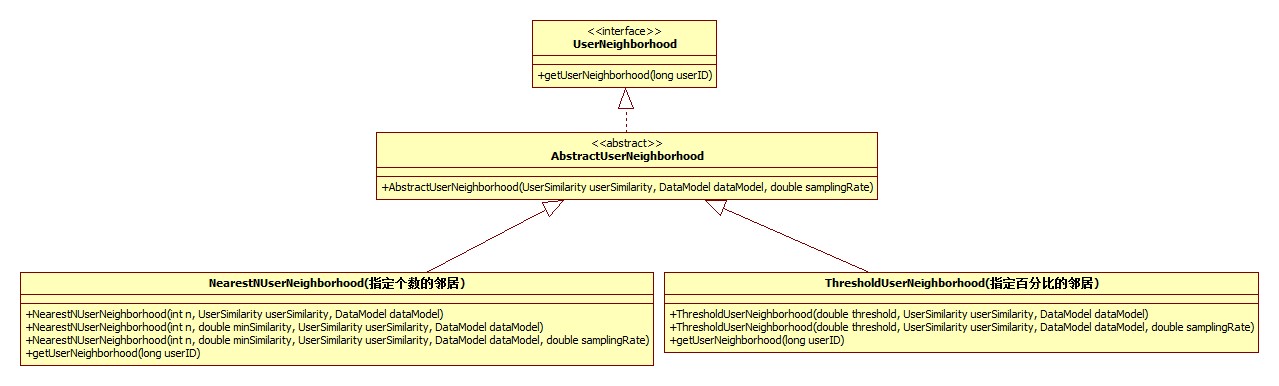 <<interface>>
UserNeighborhood
+getUserNeighborhood(long userID)
<<abstract>>
AbstractUserNeighborhood
+AbstractUserNeighborhood(UserSimilarity userSimilarity, DataModel dataModel, double samplingRate)
NearestNUserNeighborhood(指定个数的邻居)
+NearestNUserNeighborhood(int n, UserSimilarity userSimilarity, DataModel dataModel)
+NearestNUserNeighborhood(int n, double minSimilarity, UserSimilarity userSimilarity, DataModel dataModel)
+NearestNUserNeighborhood(int n, double minSimilarity, UserSimilarity userSimilarity, DataModel dataModel, double samplingRate)
+getUserNeighborhood(long userID)
ThresholdUserNeighborhood(指定百分比的邻居)
+ThresholdUserNeighborhood(double threshold, UserSimilarity userSimilarity, DataModel dataModel)
+ThresholdUserNeighborhood(double threshold, UserSimilarity userSimilarity, DataModel dataModel, double samplingRate)
+getUserNeighborhood(long userID)